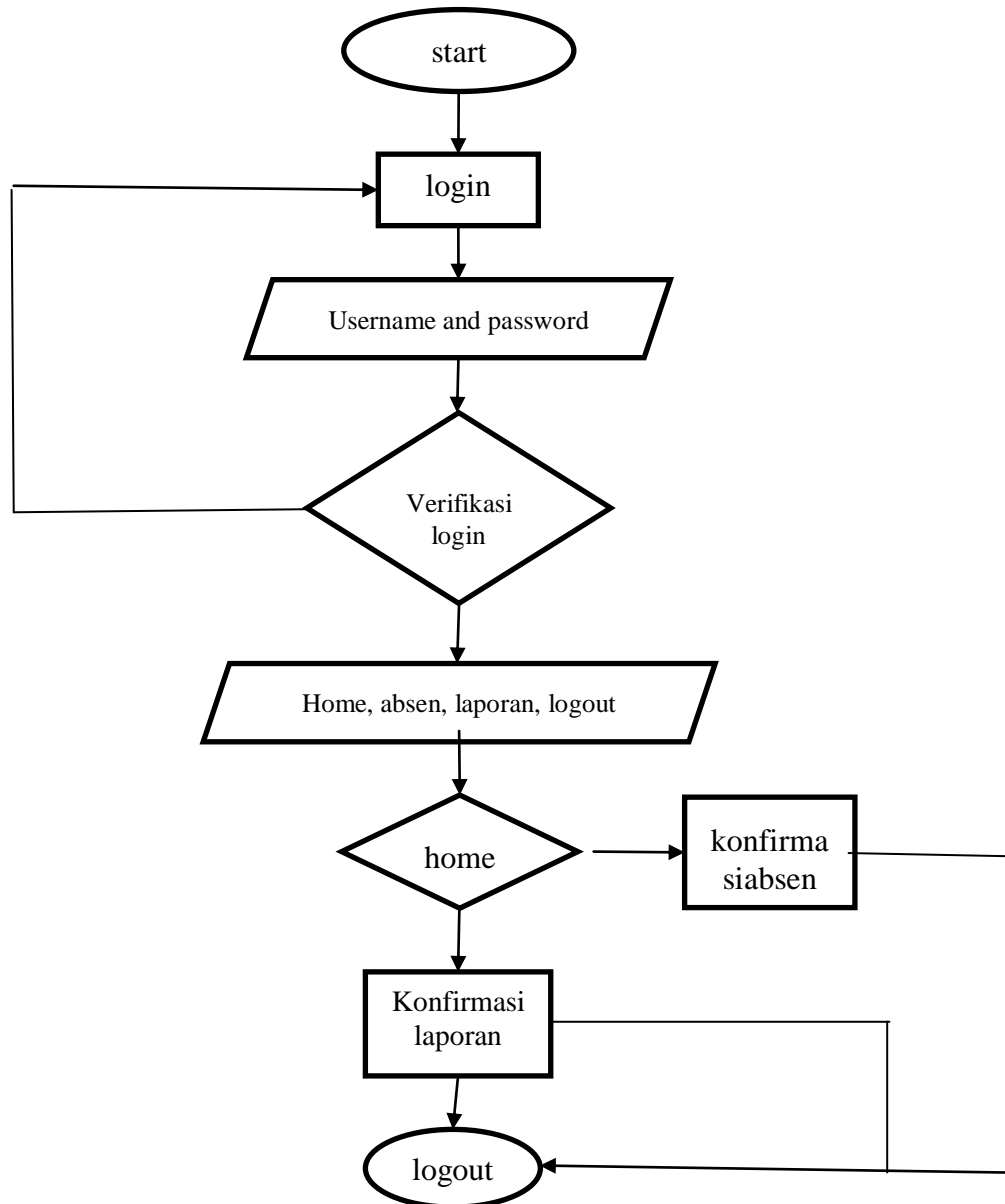 start
login
Username and password
Verifikasi
login
Home, absen, laporan, logout
home
konfirma
siabsen
Konfirmasi
laporan
logout